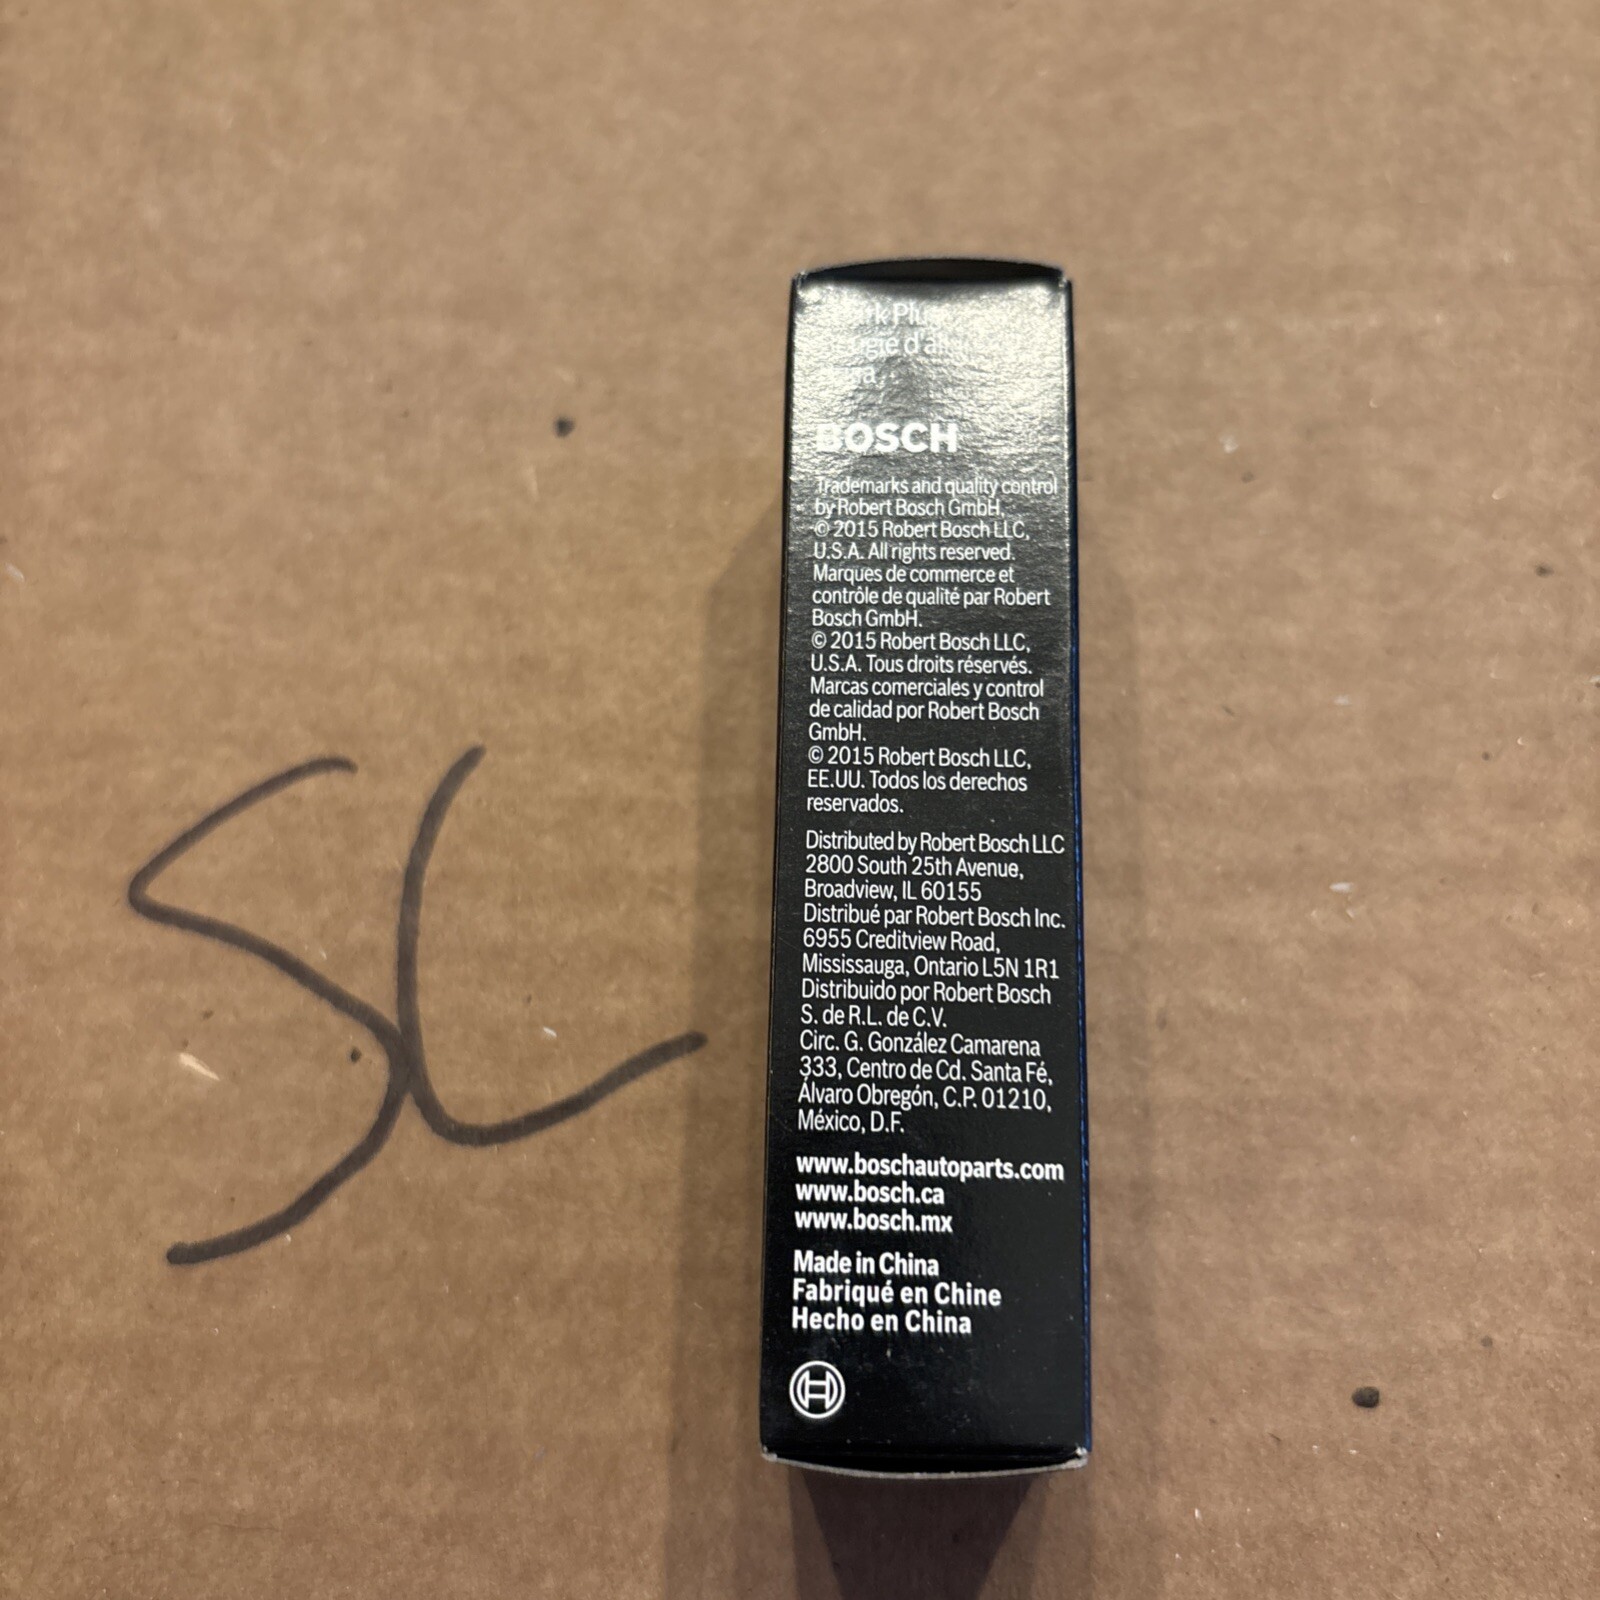 Plu
d'al
BOSCH
Trademarks and quality control
by Robert Bosch GmbH,
© 2015 Robert Bosch LLC,
U.S.A. All rights reserved.
Marques de commerce et
contrôle de qualité par Robert
Bosch GmbH.
© 2015 Robert Bosch LLC,
U.S.A. Tous droits réservés.
Marcas comerciales y control
de calidad por Robert Bosch
GmbH.
© 2015 Robert Bosch LLC,
EE.UU. Todos los derechos
reservados.
Distributed by Robert Bosch LLC
2800 South 25th Avenue,
Broadview, IL 60155
Distribué par Robert Bosch Inc.
6955 Creditview Road,
Mississauga, Ontario L5N 1R1
Distribuido por Robert Bosch
S. de R.L. de C.V.
Circ. G. González Camarena
333, Centro de Cd. Santa Fé,
Álvaro Obregón, C.P. 01210,
México, D.F.
www.boschautoparts.com
www.bosch.ca
www.bosch.mx
Made in China
Fabriqué en Chine
Hecho en China
SL